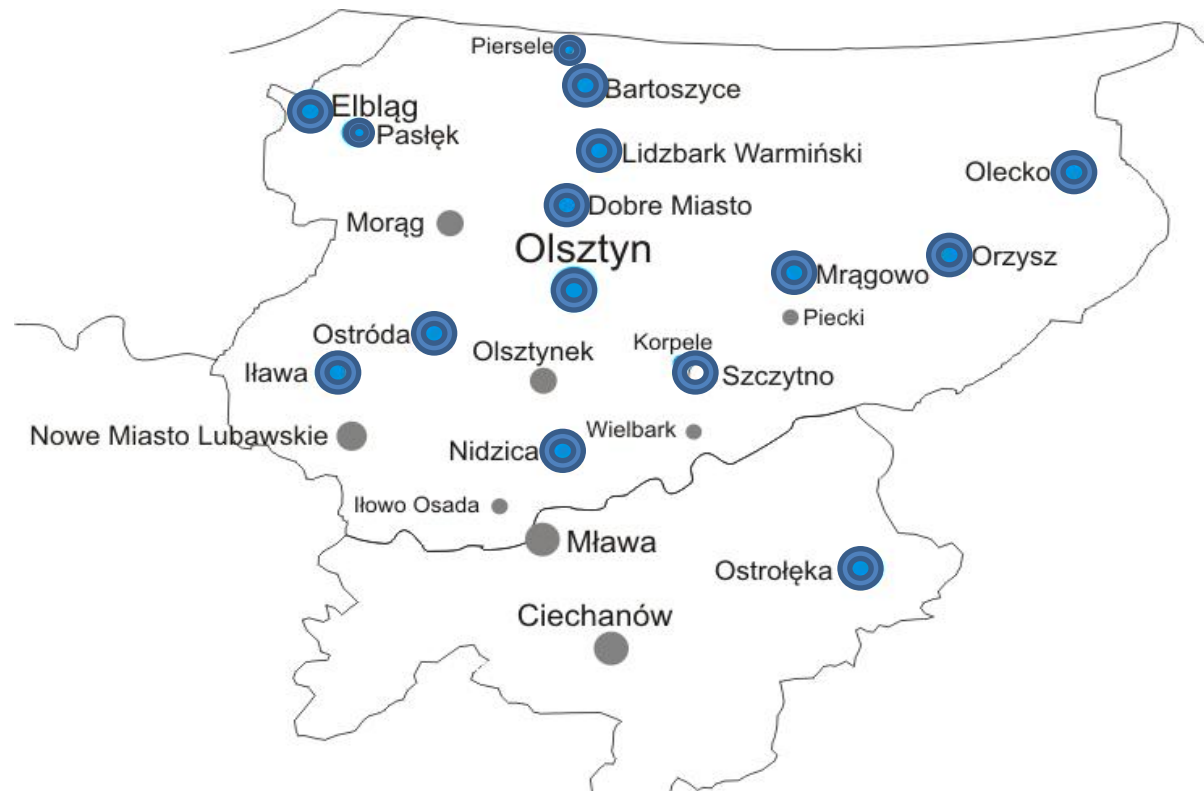 Piersele
Bartoszyce
Elbląg
Pasłęk
Lidzbark Warmiński
Olecko
Dobre Miasto
Morąg
Olsztyn
Orzysz
Mrągowo
Piecki
Ostróda
Korpele
Olsztynek
Iława
Szczytno
Nowe Miasto Lubawskie
Wielbark
Nidzica
Iłowo Osada
Mława
Ostrołęka
Ciechanów